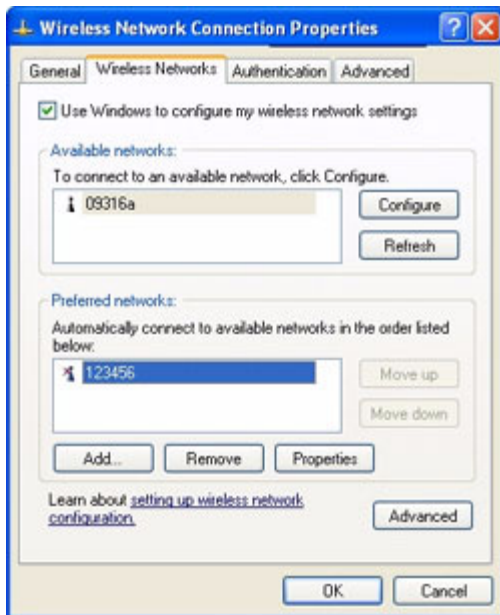 Wireless Network Connection Properties
General Wireless Networks Authentication Advanced
Use Windows to configure my wireless network settings
Available networks:
To connect to an available network, click Configure.
09316a Configure
Refresh
Preferred networks:
Automatically connect to available networks in the order listed
below:
123456 Move up
Move down
Add... Remove Properties
Learn about setting up wireless network
configuration. Advanced
OK Cancel